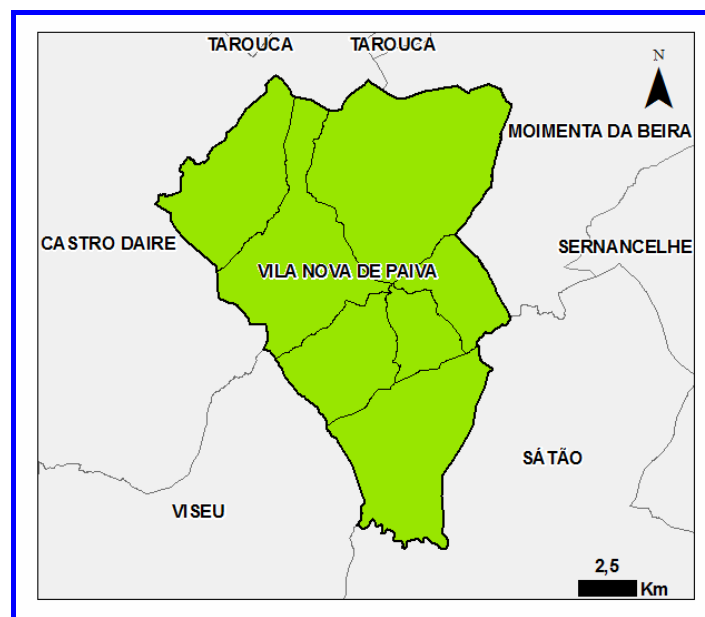 TAROUCA TAROUCA
N
MOIMENTA DA BEIRA
CASTRO DAIRE
SERNANCELHE
VILA NOVA DE PAIVA
SÁTÃO
VISEU
2,5
Km